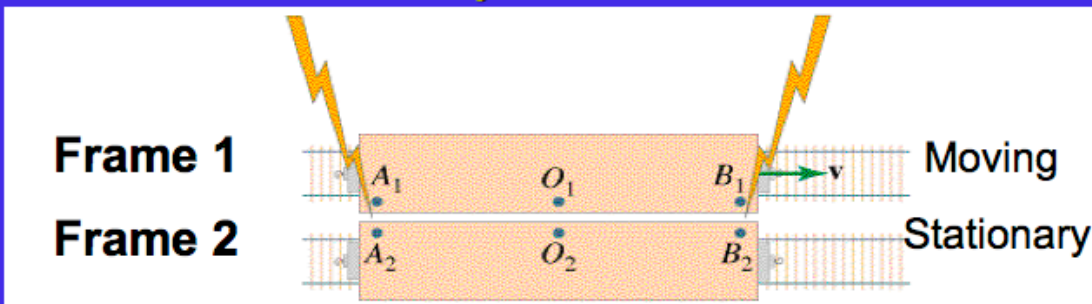 Frame 1
A₁
O₁
B₁
v
Moving
Frame 2
A₂
O₂
B₂
Stationary